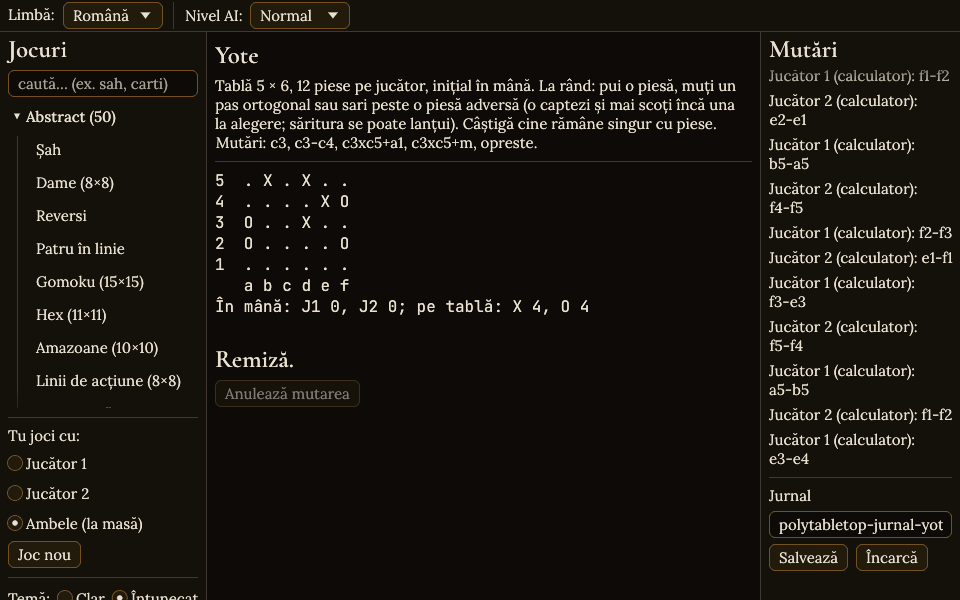 Limbă: Română Nivel AI: Normal
Jocuri
caută... (ex. sah, carti)
Abstract (50)
Șah
Dame (8×8)
Reversi
Patru în linie
Gomoku (15×15)
Hex (11×11)
Amazoane (10×10)
Linii de acțiune (8×8)
Tu joci cu:
Jucător 1
Jucător 2
Ambele (la masă)
Joc nou
Temă: Clar Întunecat
Yote
Tablă 5 × 6, 12 piese pe jucător, inițial în mână. La rând: pui o piesă, muți un
pas ortogonal sau sari peste o piesă adversă (o captezi și mai scoți încă una
la alegere; săritura se poate lanțui). Câștigă cine rămâne singur cu piese.
Mutări: c3, c3-c4, c3xc5+a1, c3xc5+m, opreste.
5 . X . X . .
4 . . . . X O
3 O . . X . .
2 O . . . . O
1 . . . . . .
a b c d e f
În mână: J1 0, J2 0; pe tablă: X 4, O 4
Remiză.
Anulează mutarea
Mutări
Jucător 1 (calculator): f1-f2
Jucător 2 (calculator):
e2-e1
Jucător 1 (calculator):
b5-a5
Jucător 2 (calculator):
f4-f5
Jucător 1 (calculator): f2-f3
Jucător 2 (calculator): e1-f1
Jucător 1 (calculator):
f3-e3
Jucător 2 (calculator):
f5-f4
Jucător 1 (calculator):
a5-b5
Jucător 2 (calculator): f1-f2
Jucător 1 (calculator):
e3-e4
Jurnal
polytabletop-jurnal-yot
Salvează Încarcă